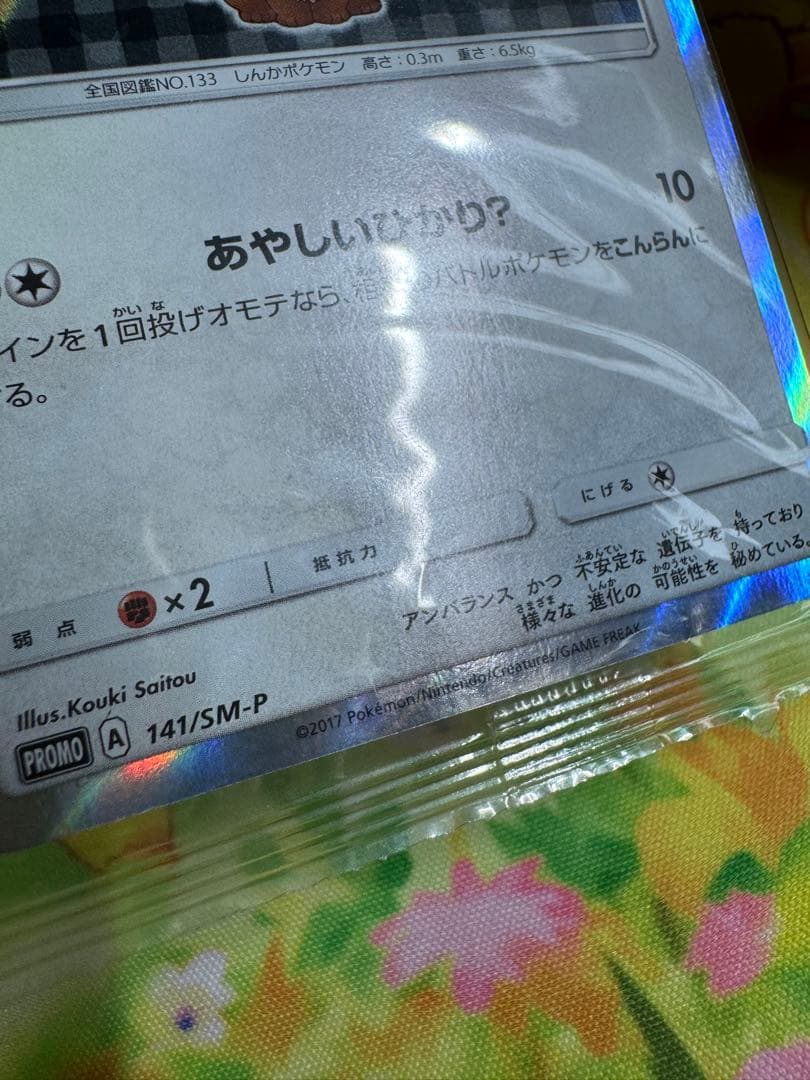 全国図鑑NO.133 しんかポケモン 高さ:0.3m 重さ:6.5kg
あやしいひかり? 10
インを1回投げオモテなら、相手のバトルポケモンをこんらんに
る。
弱点 ×2 抵抗力 にげる
アンバランス かつ 不安定な 遺伝子を 持っており
様々な 進化の 可能性を 秘めている。
Illus.Kouki Saitou
PROMO A 141/SM-P ©2017 Pokémon/Nintendo/Creatures/GAME FREAK